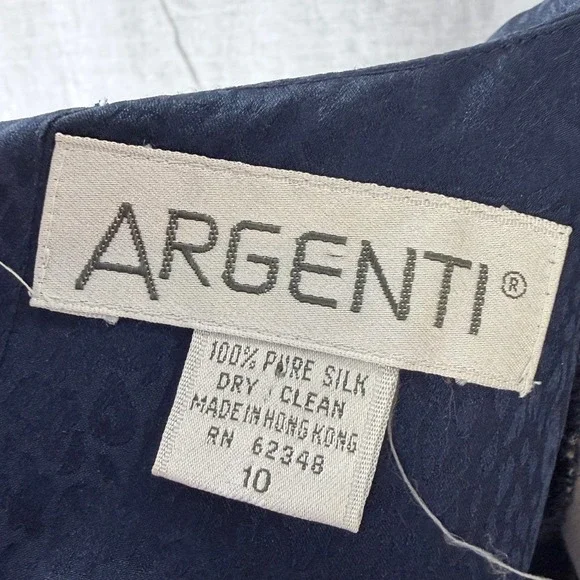 ARGENTI®
100% PURE SILK
DRY CLEAN
MADE IN HONG KONG
RN 62348
10